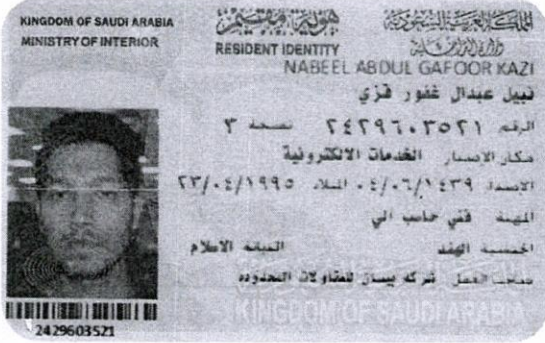 KINGDOM OF SAUDI ARABIA
MINISTRY OF INTERIOR
هوية مقيم
RESIDENT IDENTITY
المملكة العربية السعودية
وزارة الداخلية
NABEEL ABDUL GAFOOR KAZI
نبيل عبدال غفور قزي
الرقم ٢٤٢٩٦٠٣٥٢١ نسخة ٣
مكان الاصدار الخدمات الالكترونية
الاصدار ٠٤/٠٦/١٤٣٩ الميلاد ٢٣/٠٤/١٩٩٥
المهنة فني حاسب الي
الجنسية الهند الديانة الاسلام
صاحب العمل شركة للمقاولات المحدوده
KINGDOM OF SAUDI ARABIA
2429603521